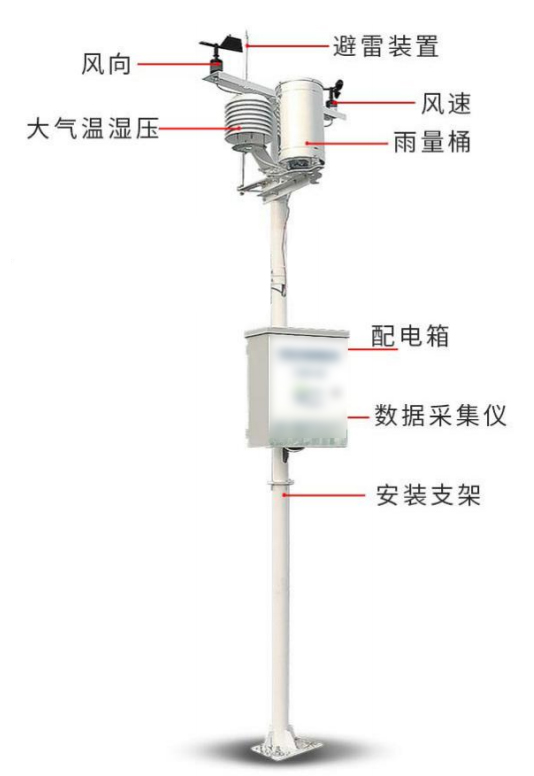 避雷装置
风向
风速
大气温湿压
雨量桶
配电箱
数据采集仪
安装支架